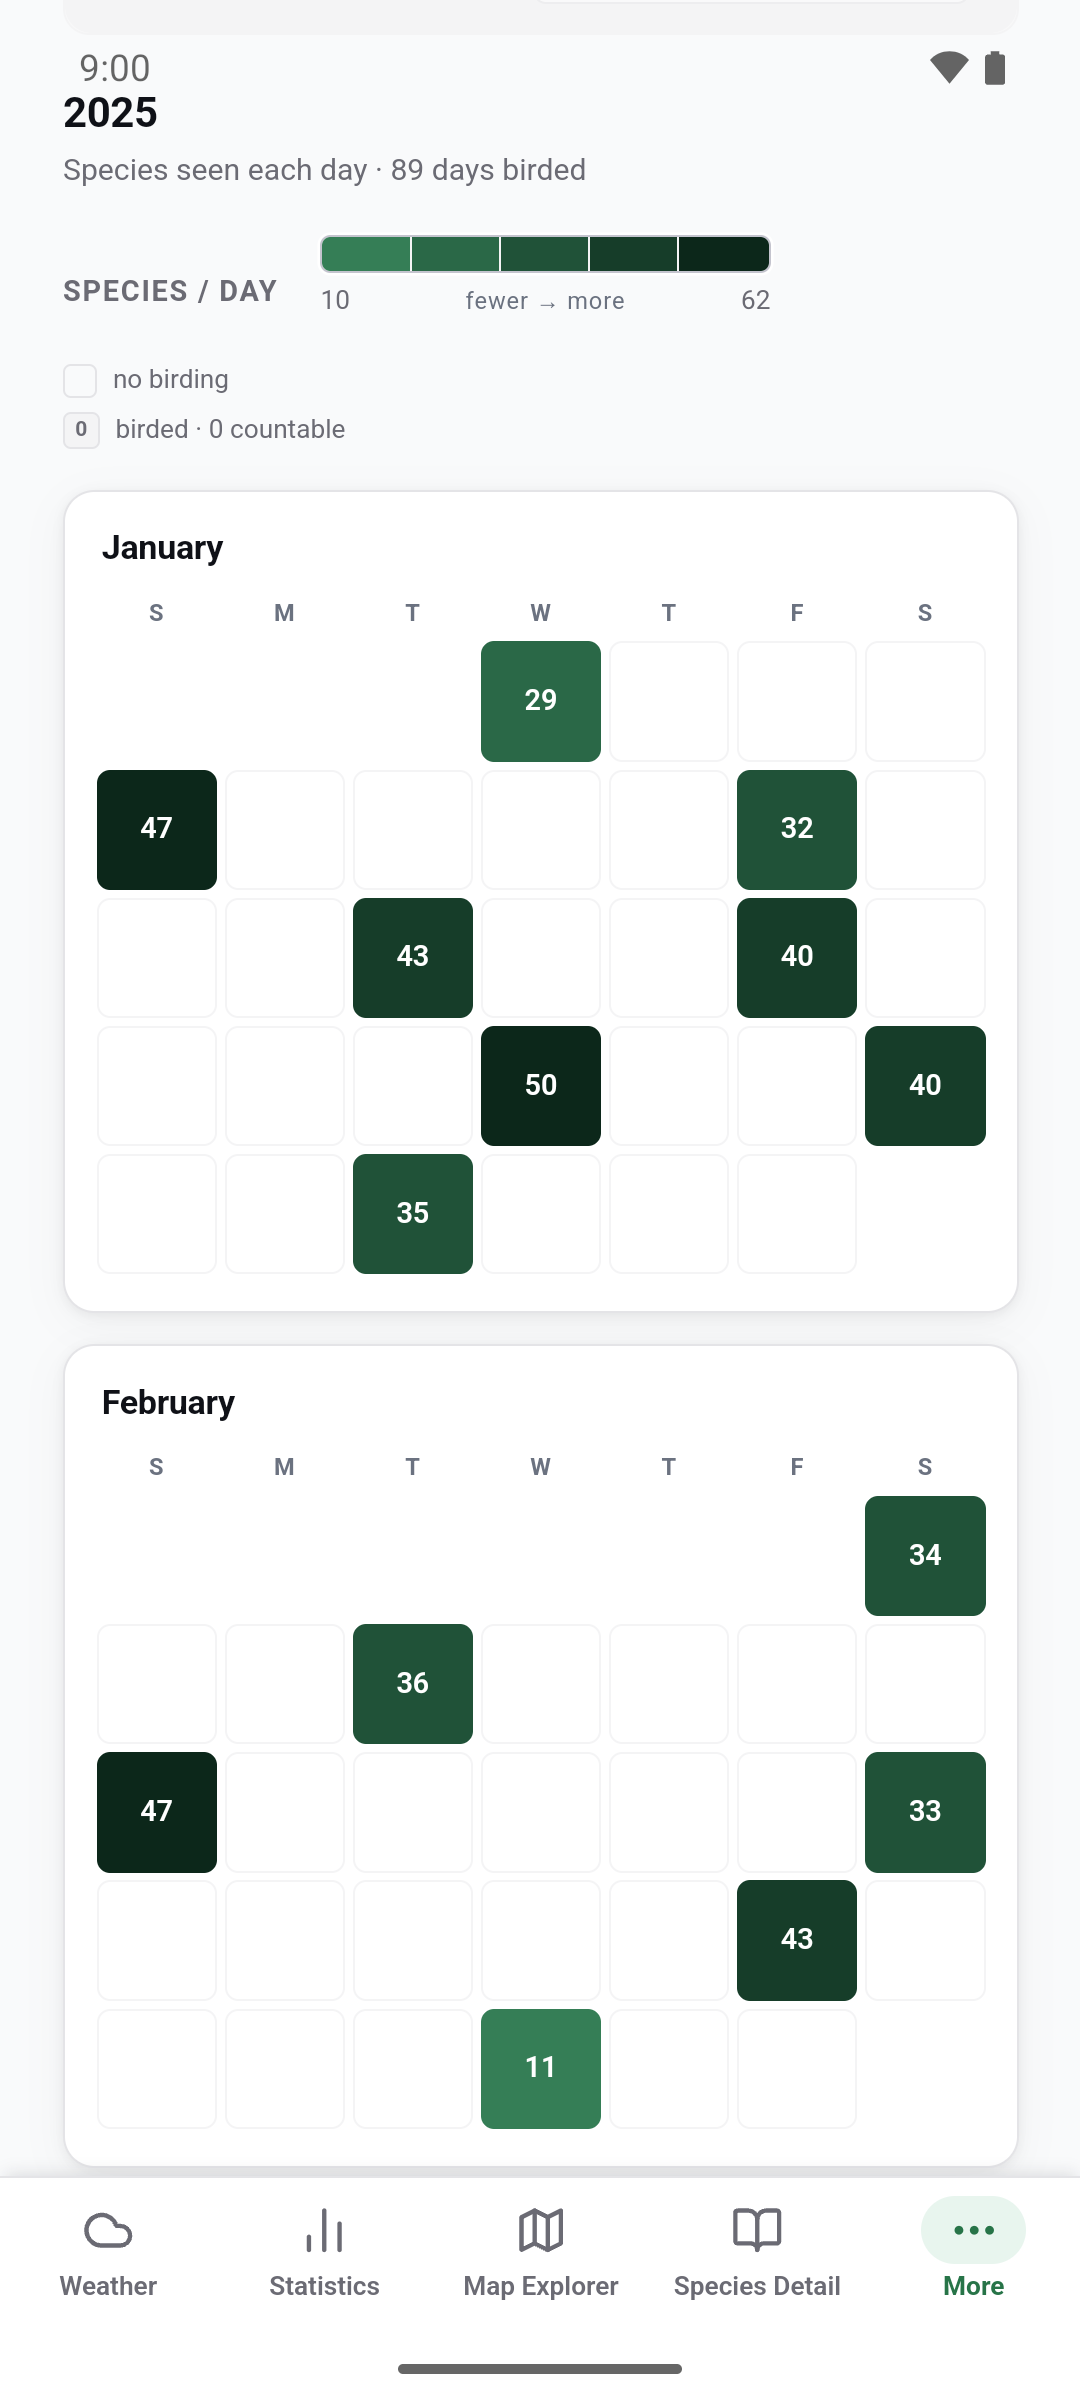 9:00
2025
Species seen each day · 89 days birded
SPECIES / DAY
10 fewer → more 62
no birding
0 birded · 0 countable
January
S M T W T F S
29
47 32
43 40
50 40
35
February
S M T W T F S
34
36
47 33
43
11
Weather Statistics Map Explorer Species Detail More